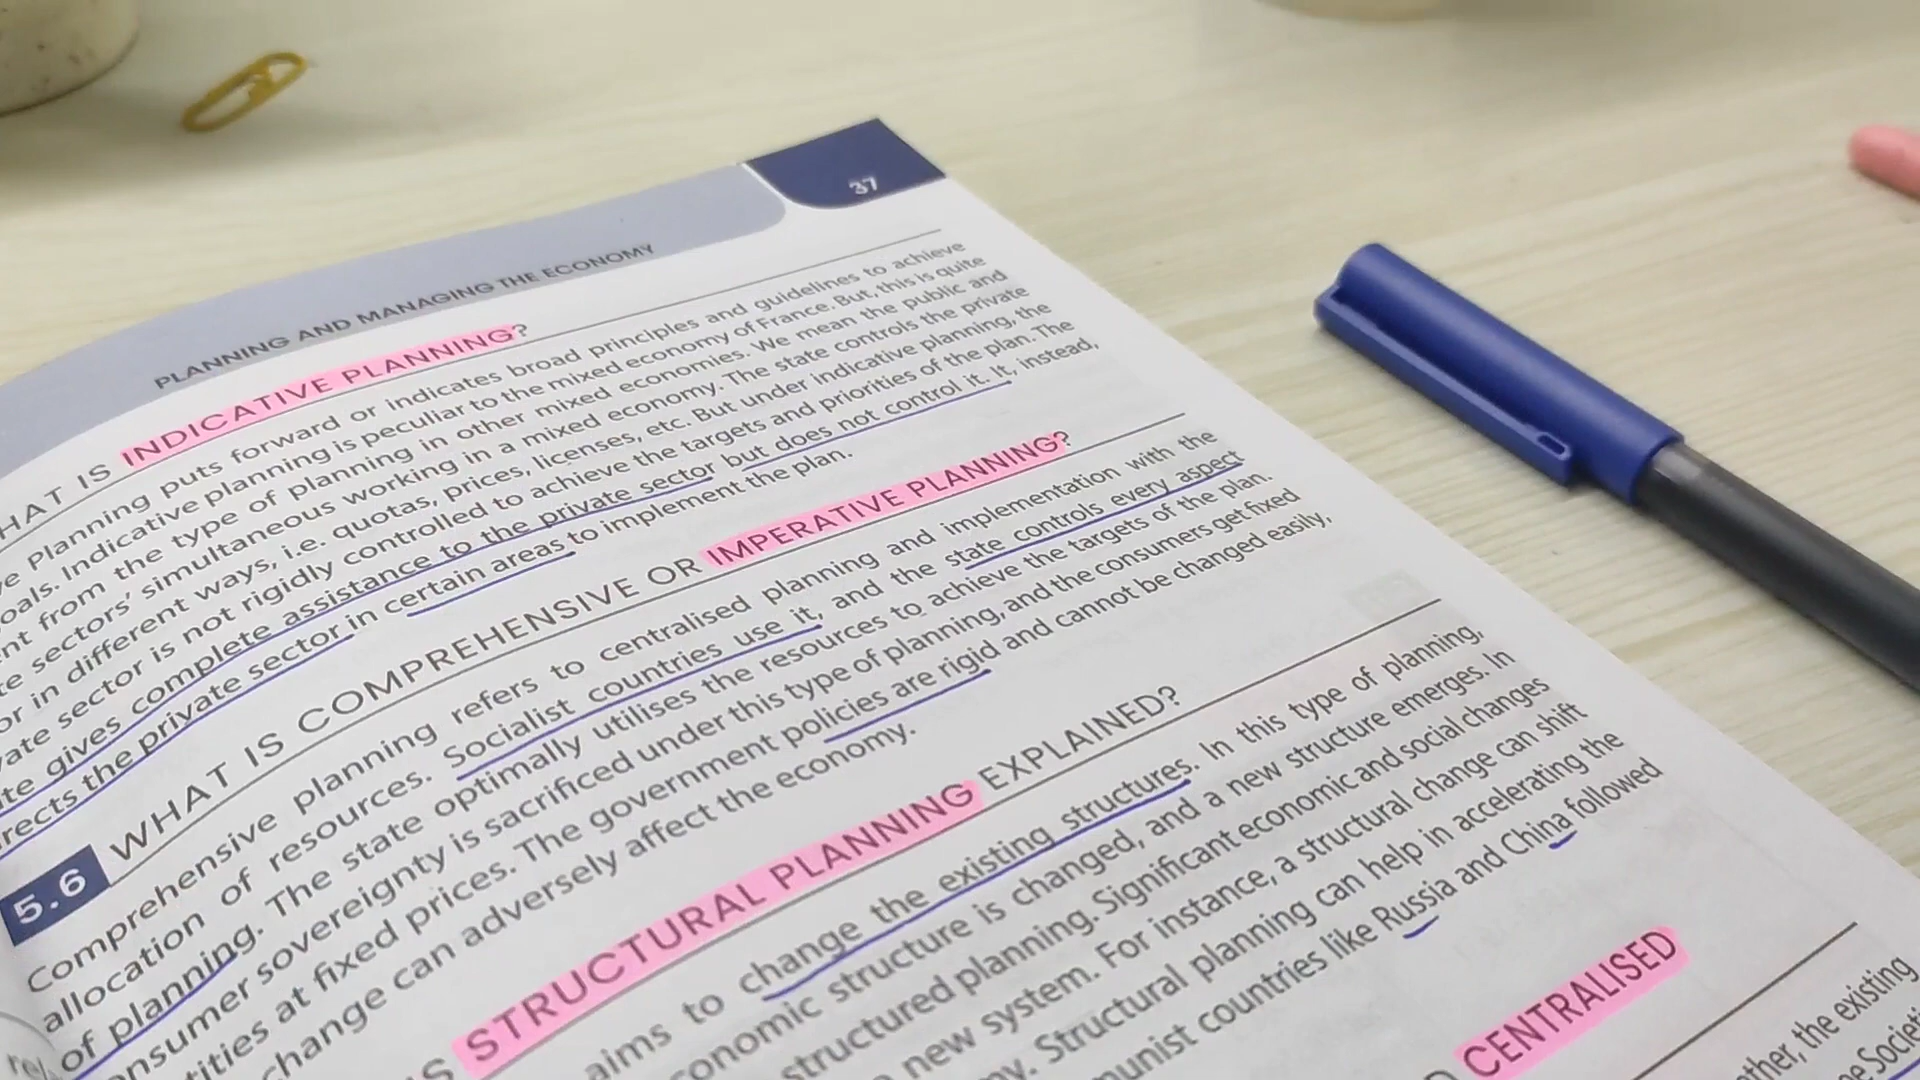 37
PLANNING AND MANAGING THE ECONOMY
HAT IS INDICATIVE PLANNING?
Planning puts forward or indicates broad principles and guidelines to achieve
oals. Indicative planning is peculiar to the mixed economy of France. But, this is quite
nt from the type of planning in other mixed economies. We mean the public and
te sectors' simultaneous working in a mixed economy. The state controls the private
or in different ways, i.e. quotas, prices, licenses, etc. But under indicative planning, the
vate sector is not rigidly controlled to achieve the targets and priorities of the plan. The
te gives complete assistance to the private sector but does not control it. It, instead,
rects the private sector in certain areas to implement the plan.
5.6 WHAT IS COMPREHENSIVE OR IMPERATIVE PLANNING?
Comprehensive planning refers to centralised planning and implementation with the
allocation of resources. Socialist countries use it, and the state controls every aspect
of planning. The state optimally utilises the resources to achieve the targets of the plan.
onsumer sovereignty is sacrificed under this type of planning, and the consumers get fixed
tities at fixed prices. The government policies are rigid and cannot be changed easily,
change can adversely affect the economy.
IS STRUCTURAL PLANNING EXPLAINED?
aims to change the existing structures. In this type of planning,
conomic structure is changed, and a new structure emerges. In
structured planning. Significant economic and social changes
new system. For instance, a structural change can shift
my. Structural planning can help in accelerating the
munist countries like Russia and China followed
D CENTRALISED
other, the existing
e Societi